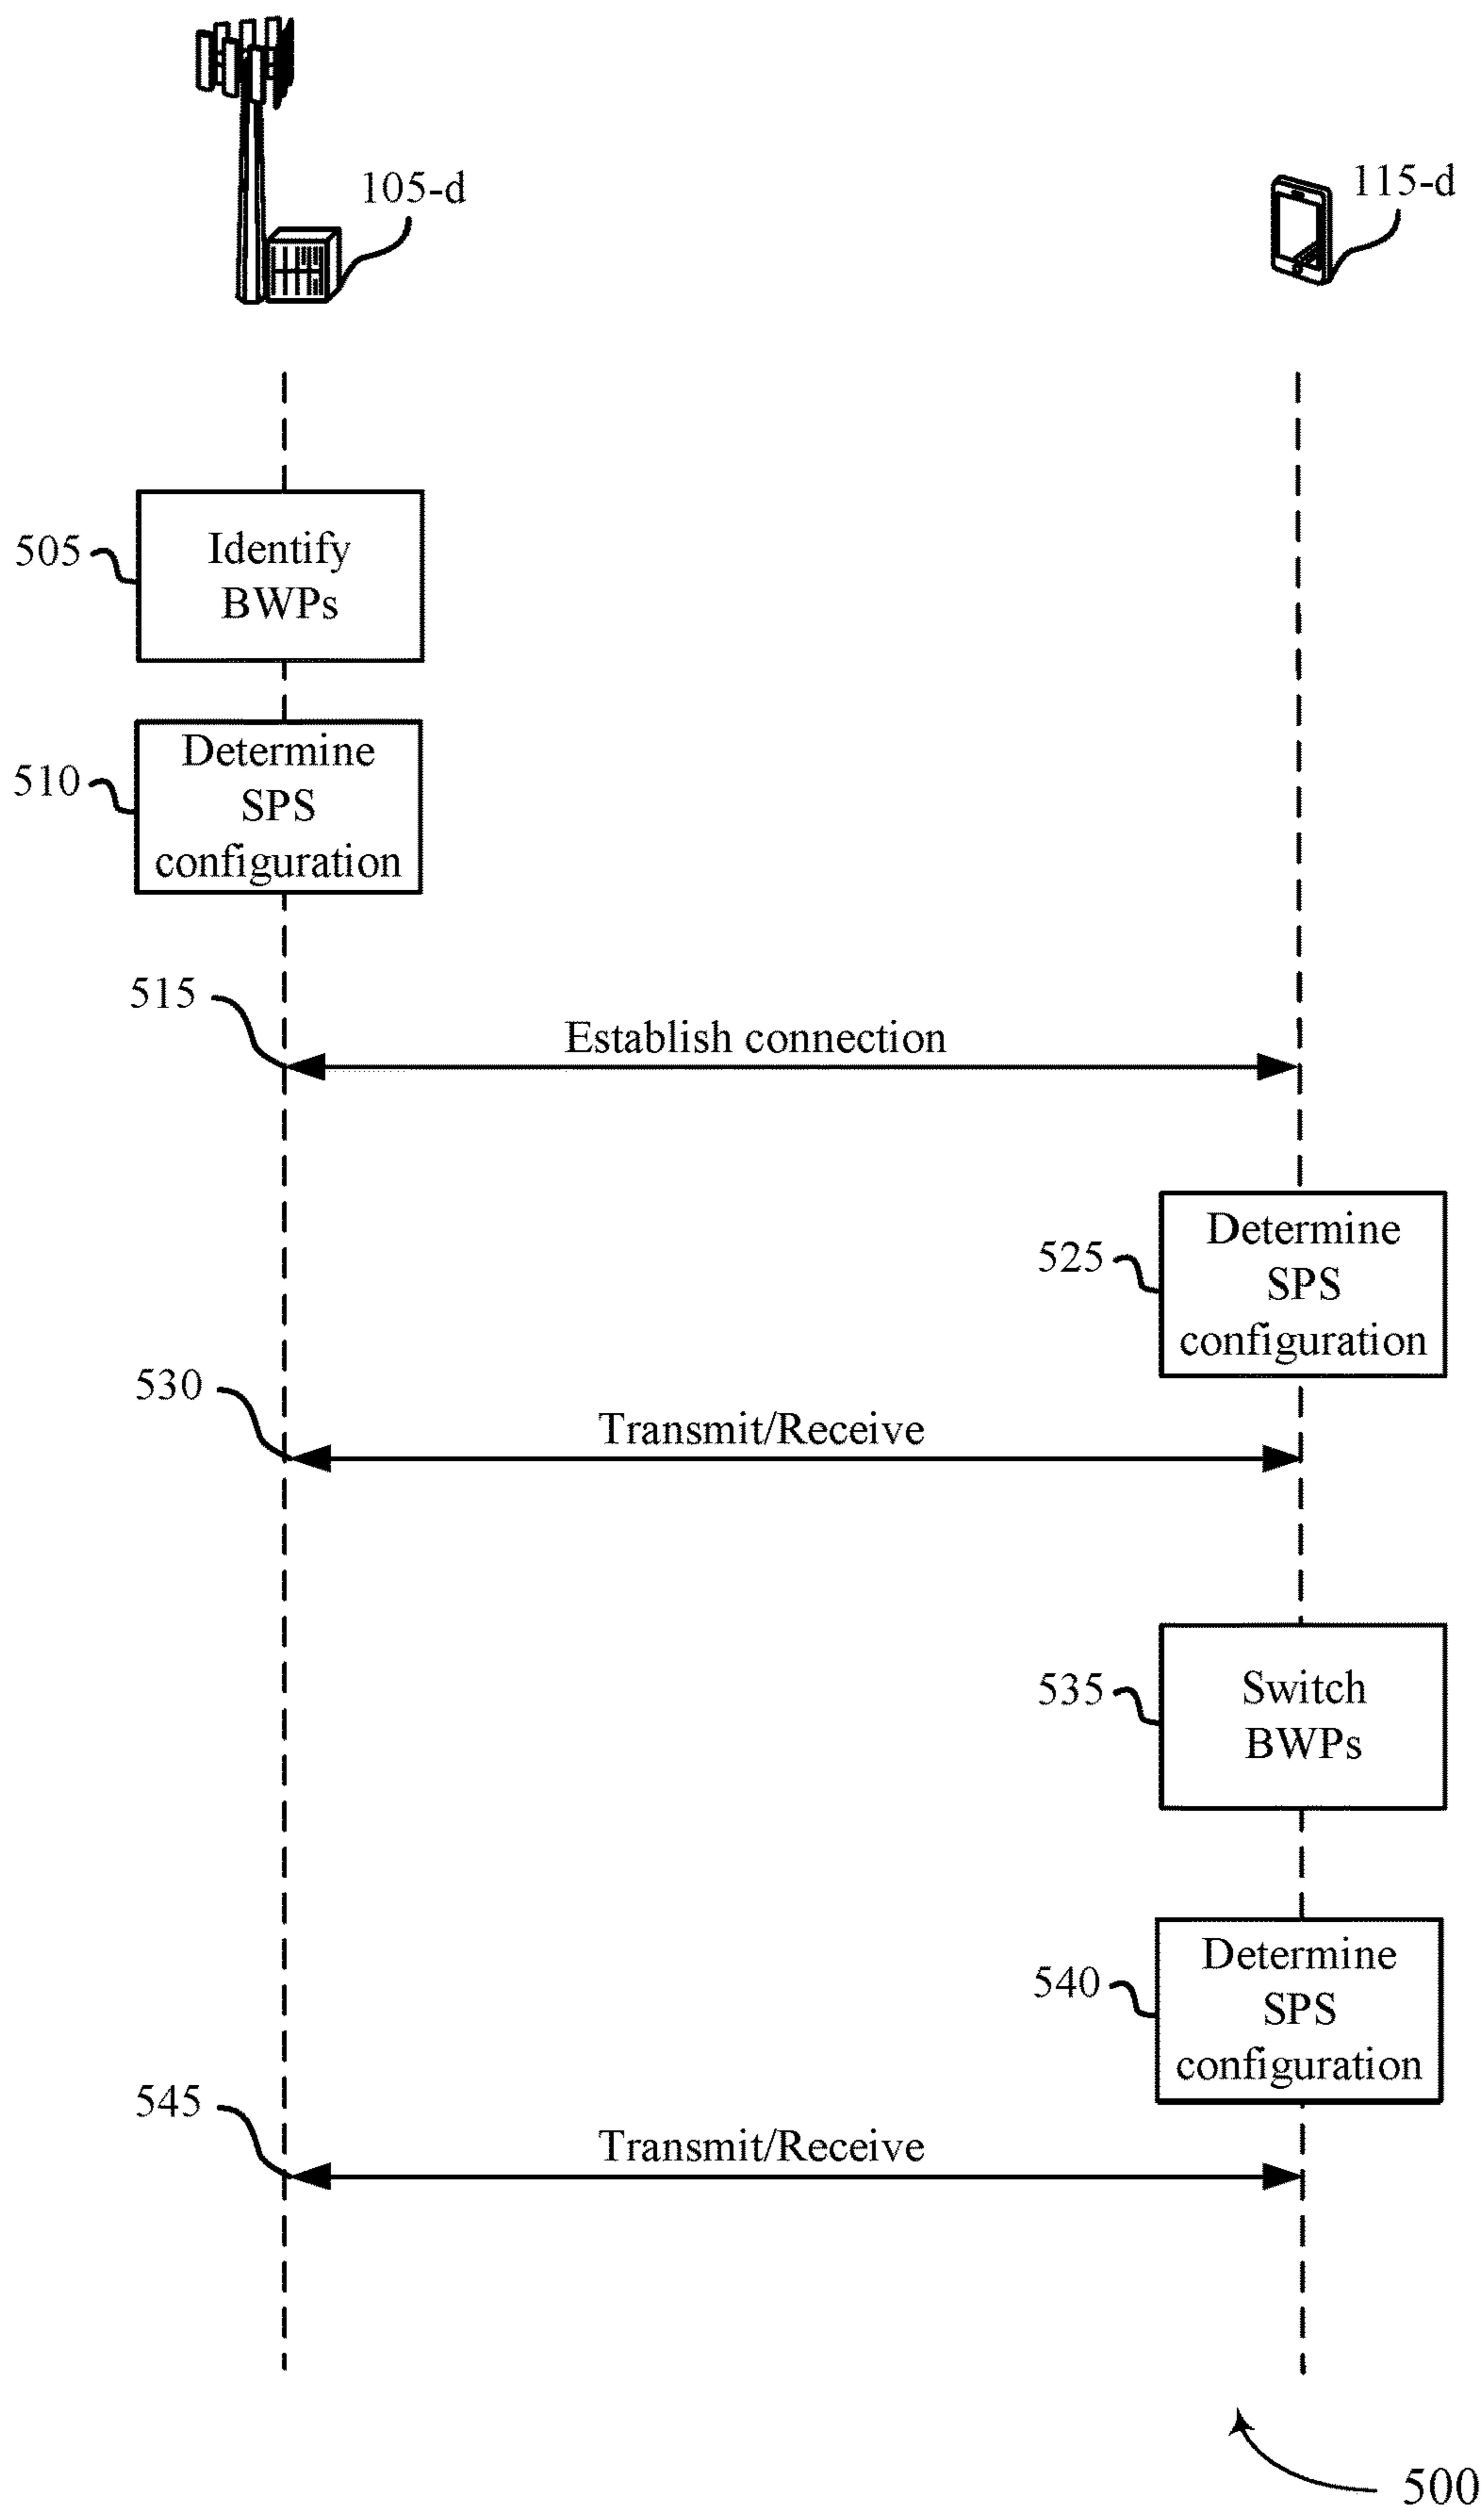 105-d
115-d
505
Identify
BWPs
510
Determine
SPS
configuration
515
Establish connection
525
Determine
SPS
configuration
530
Transmit/Receive
535
Switch
BWPs
540
Determine
SPS
configuration
545
Transmit/Receive
500